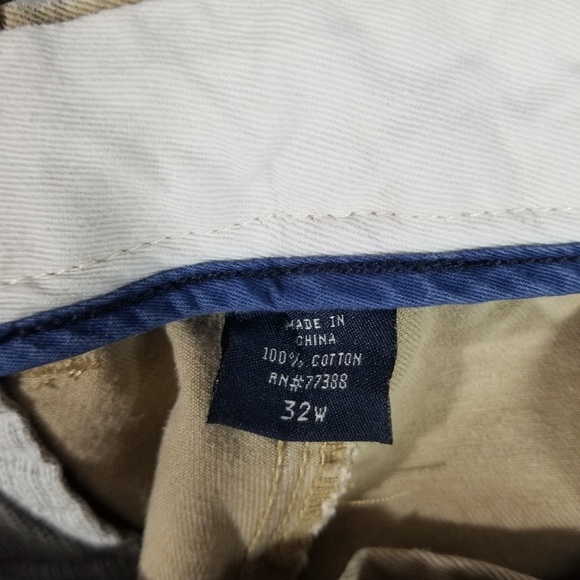 MADE IN
CHINA
100% COTTON
RN#77388
32W